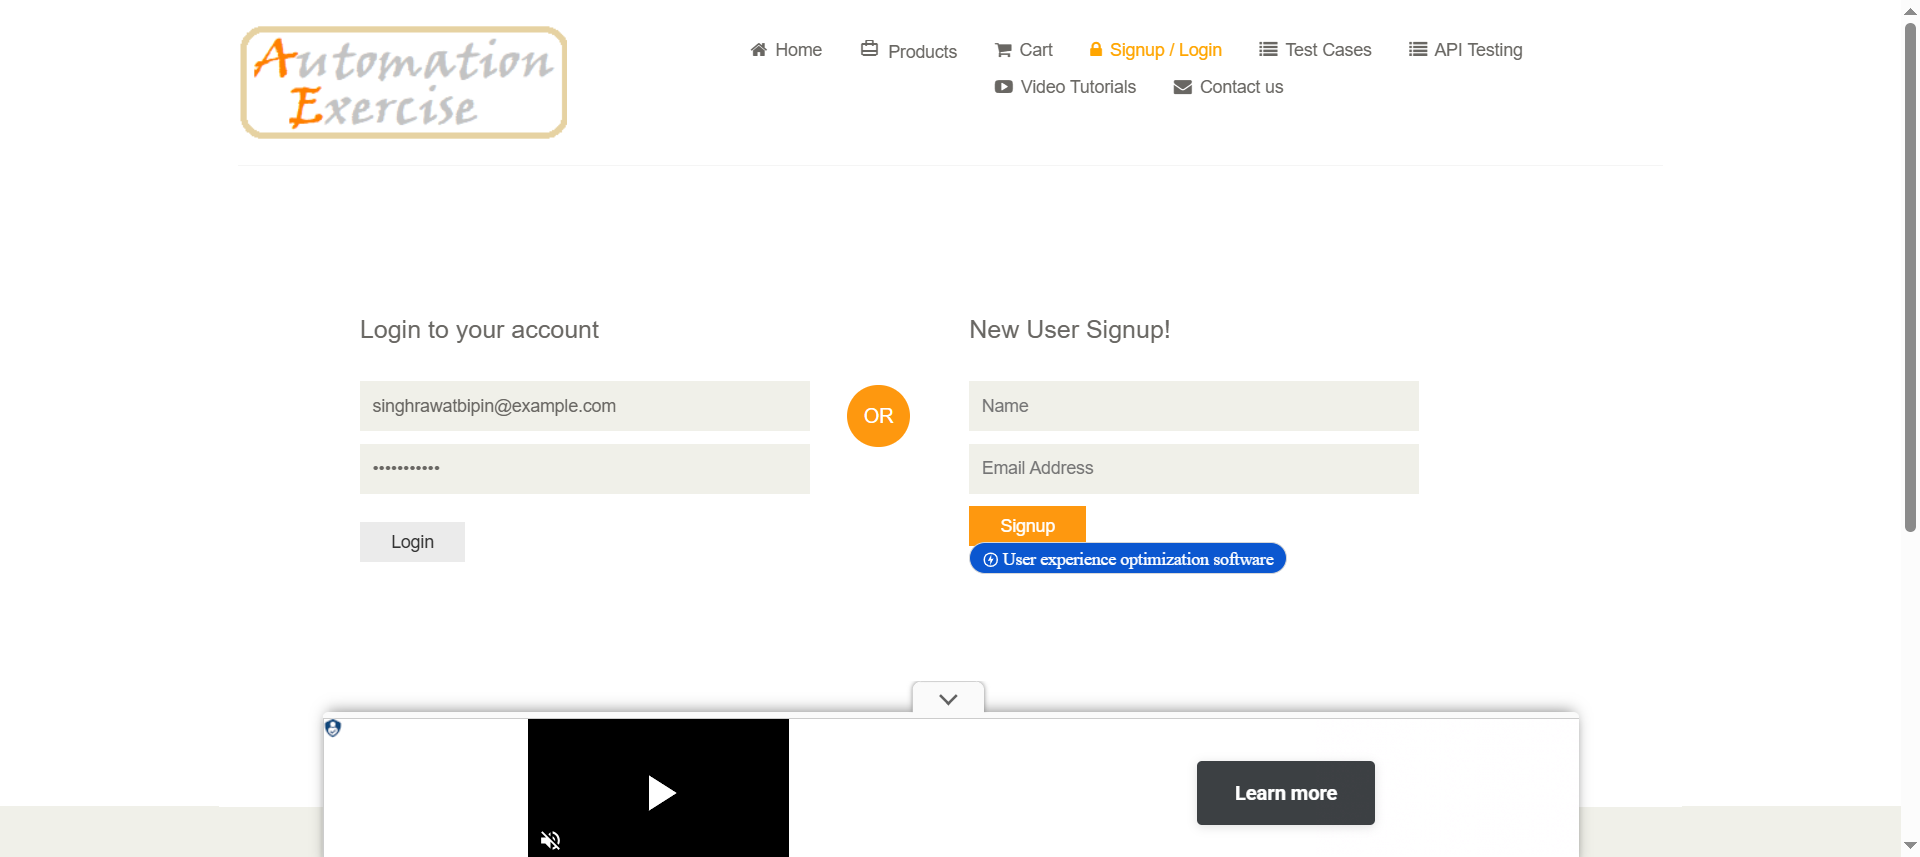 Automation
Exercise
Home
Products
Cart
Signup / Login
Test Cases
API Testing
Video Tutorials
Contact us
Login to your account
singhrawatbipin@example.com
•••••••••••
Login
OR
New User Signup!
Name
Email Address
Signup
User experience optimization software
Learn more